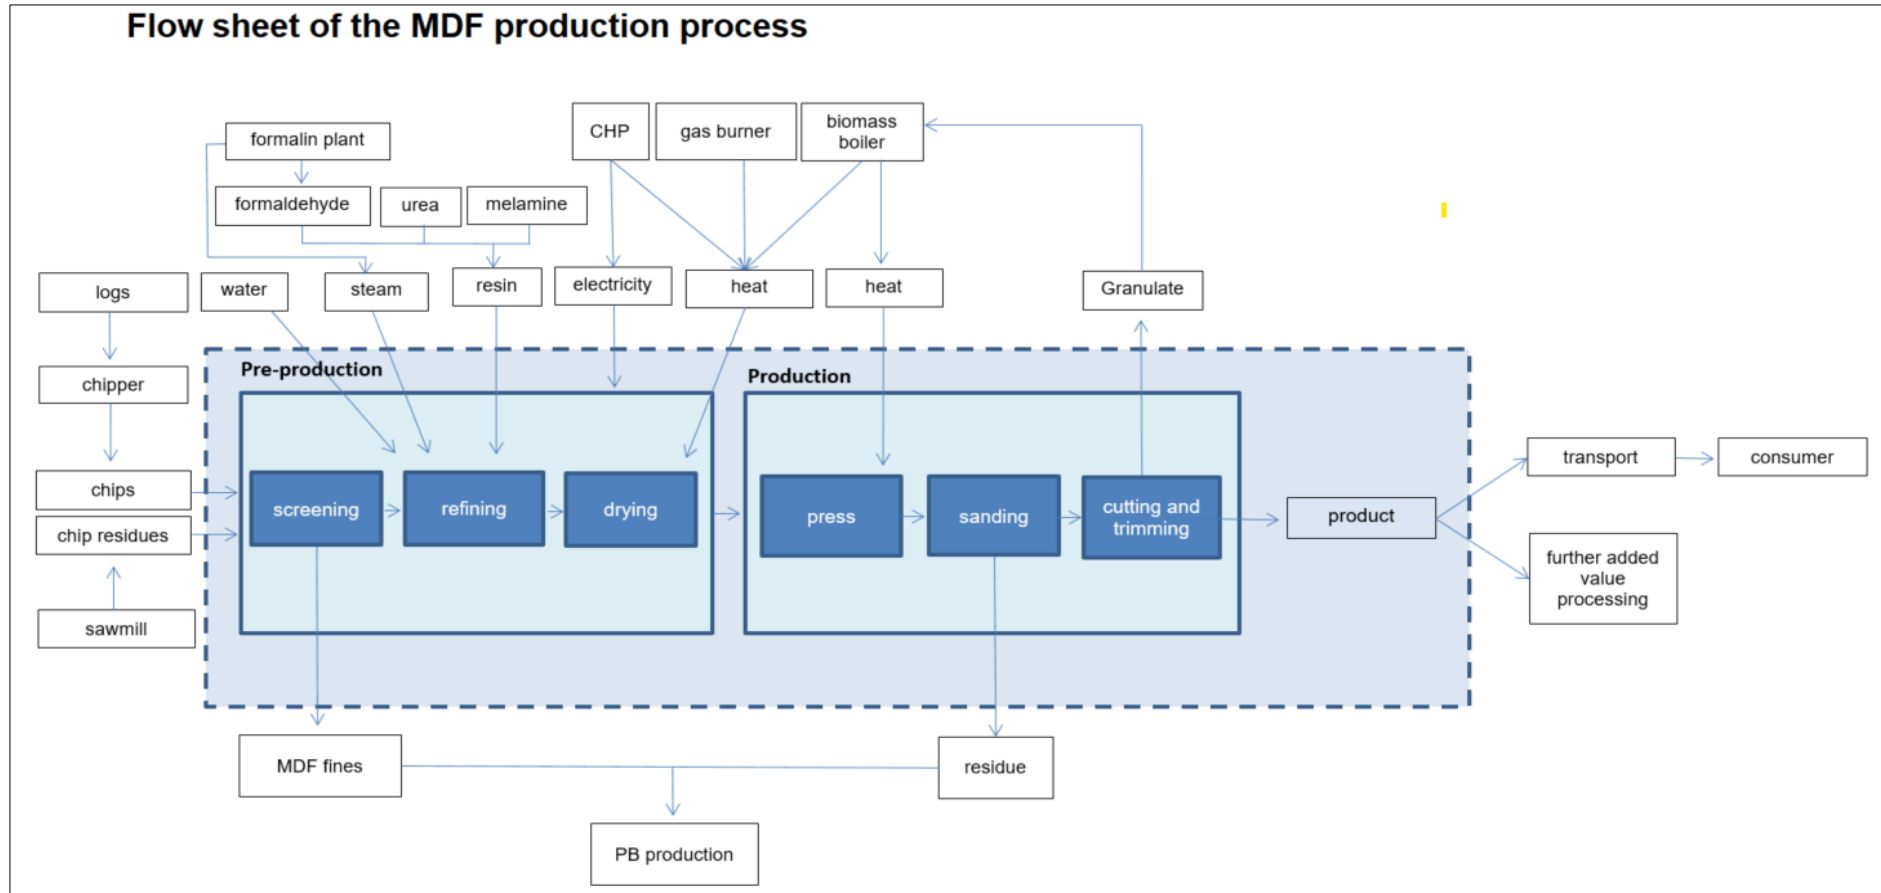 Flow sheet of the MDF production process
formalin plant
CHP
gas burner
biomass
boiler
formaldehyde
urea
melamine
logs
water
steam
resin
electricity
heat
heat
Granulate
Pre-production
Production
chipper
chips
chip residues
sawmill
screening
refining
drying
press
sanding
cutting and
trimming
product
transport
consumer
further added
value
processing
MDF fines
residue
PB production